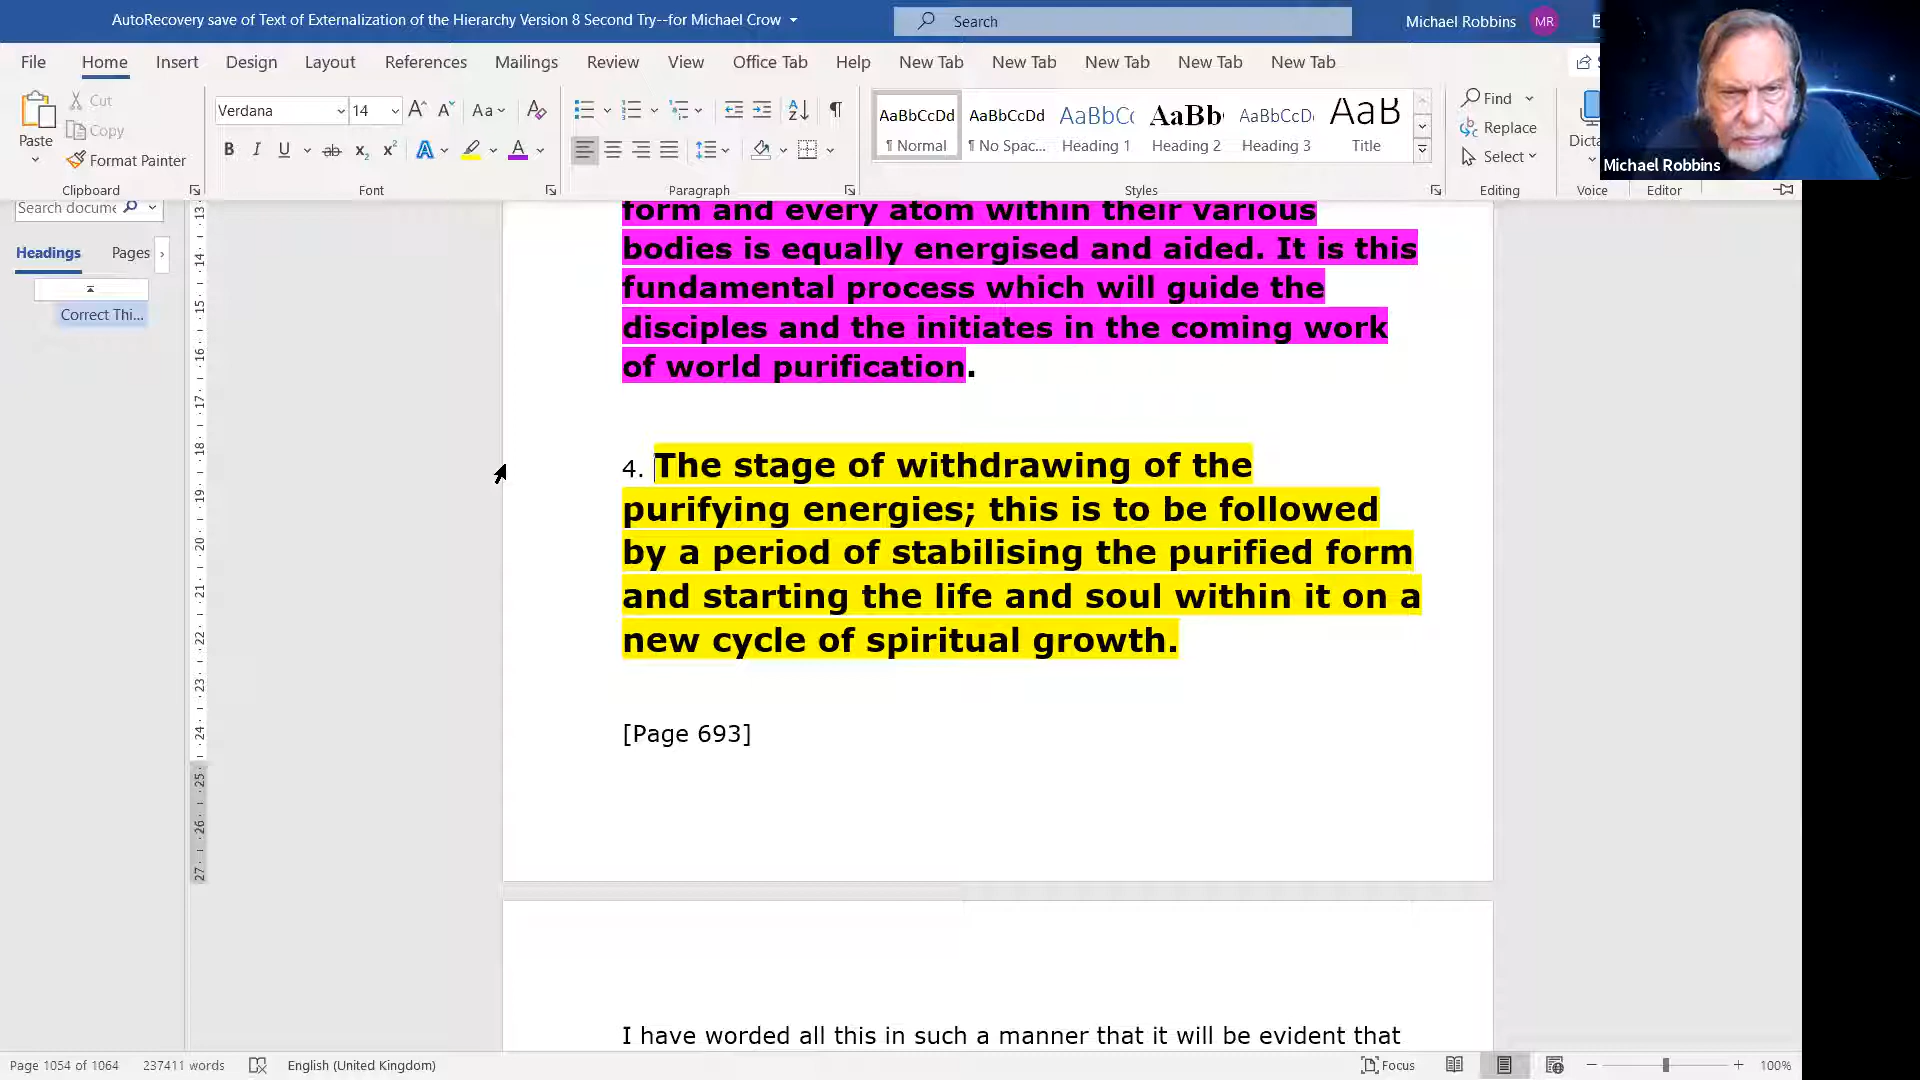 AutoRecovery save of Text of Externalization of the Hierarchy Version 8 Second Try--for Michael Crow
Search
Michael Robbins
MR
File
Home
Insert
Design
Layout
References
Mailings
Review
View
Office Tab
Help
New Tab
New Tab
New Tab
New Tab
New Tab
Paste
Cut
Copy
Format Painter
Clipboard
Verdana
14
Font
Paragraph
AaBbCcDd
¶ Normal
AaBbCcDd
¶ No Spac...
AaBbCc
Heading 1
AaBb
Heading 2
AaBbCcD
Heading 3
AaB
Title
Styles
Find
Replace
Select
Editing
Dicta
Voice
Editor
Michael Robbins
Search docume
Headings
Pages
Correct Thi...
form and every atom within their various
bodies is equally energised and aided. It is this
fundamental process which will guide the
disciples and the initiates in the coming work
of world purification.
4. The stage of withdrawing of the
purifying energies; this is to be followed
by a period of stabilising the purified form
and starting the life and soul within it on a
new cycle of spiritual growth.
[Page 693]
I have worded all this in such a manner that it will be evident that
Page 1054 of 1064
237411 words
English (United Kingdom)
Focus
100%